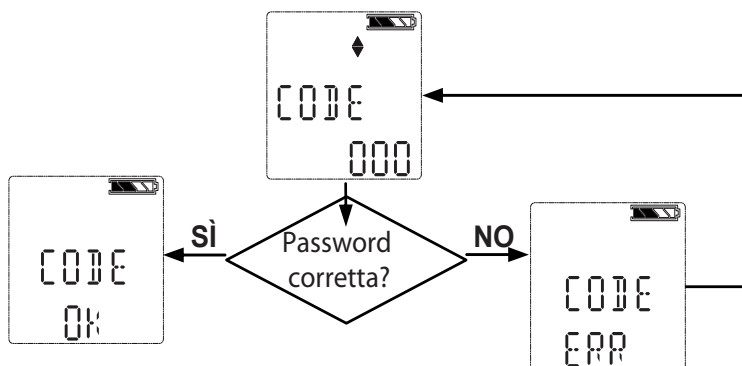 CODE
000
SÌ
Password
corretta?
NO
CODE
OK
CODE
ERR